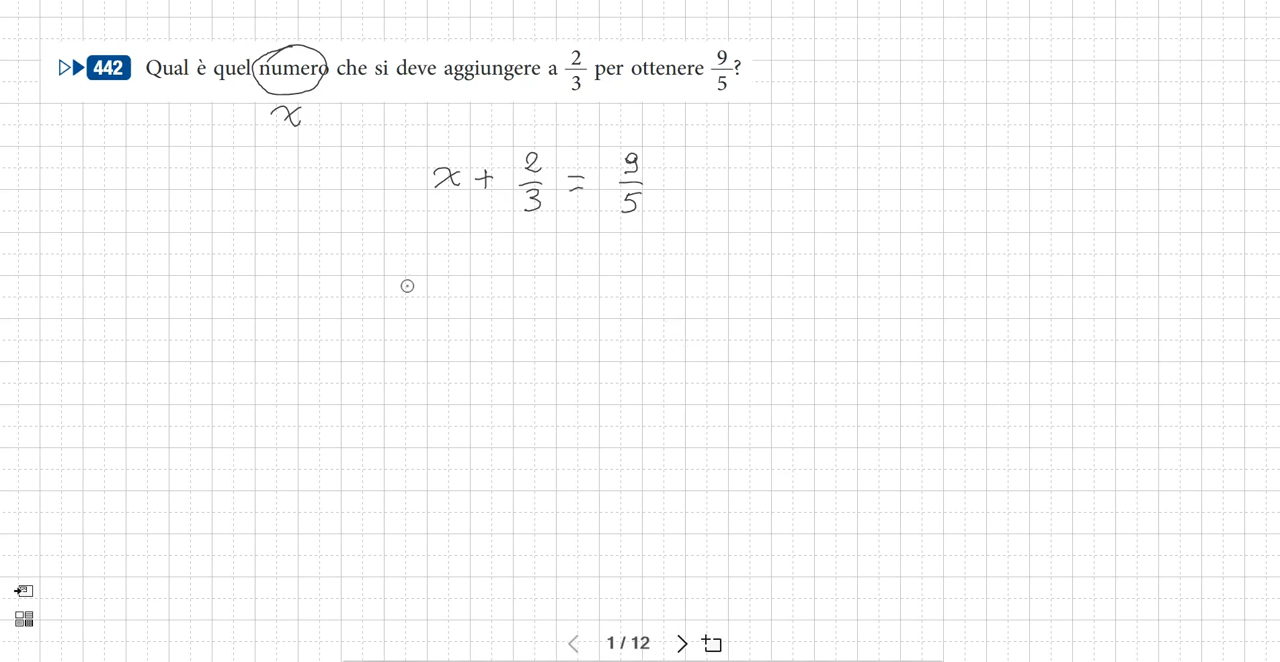 442 Qual è quel numero che si deve aggiungere a 2/3 per ottenere 9/5?
x
x + 2/3 = 9/5
1 / 12